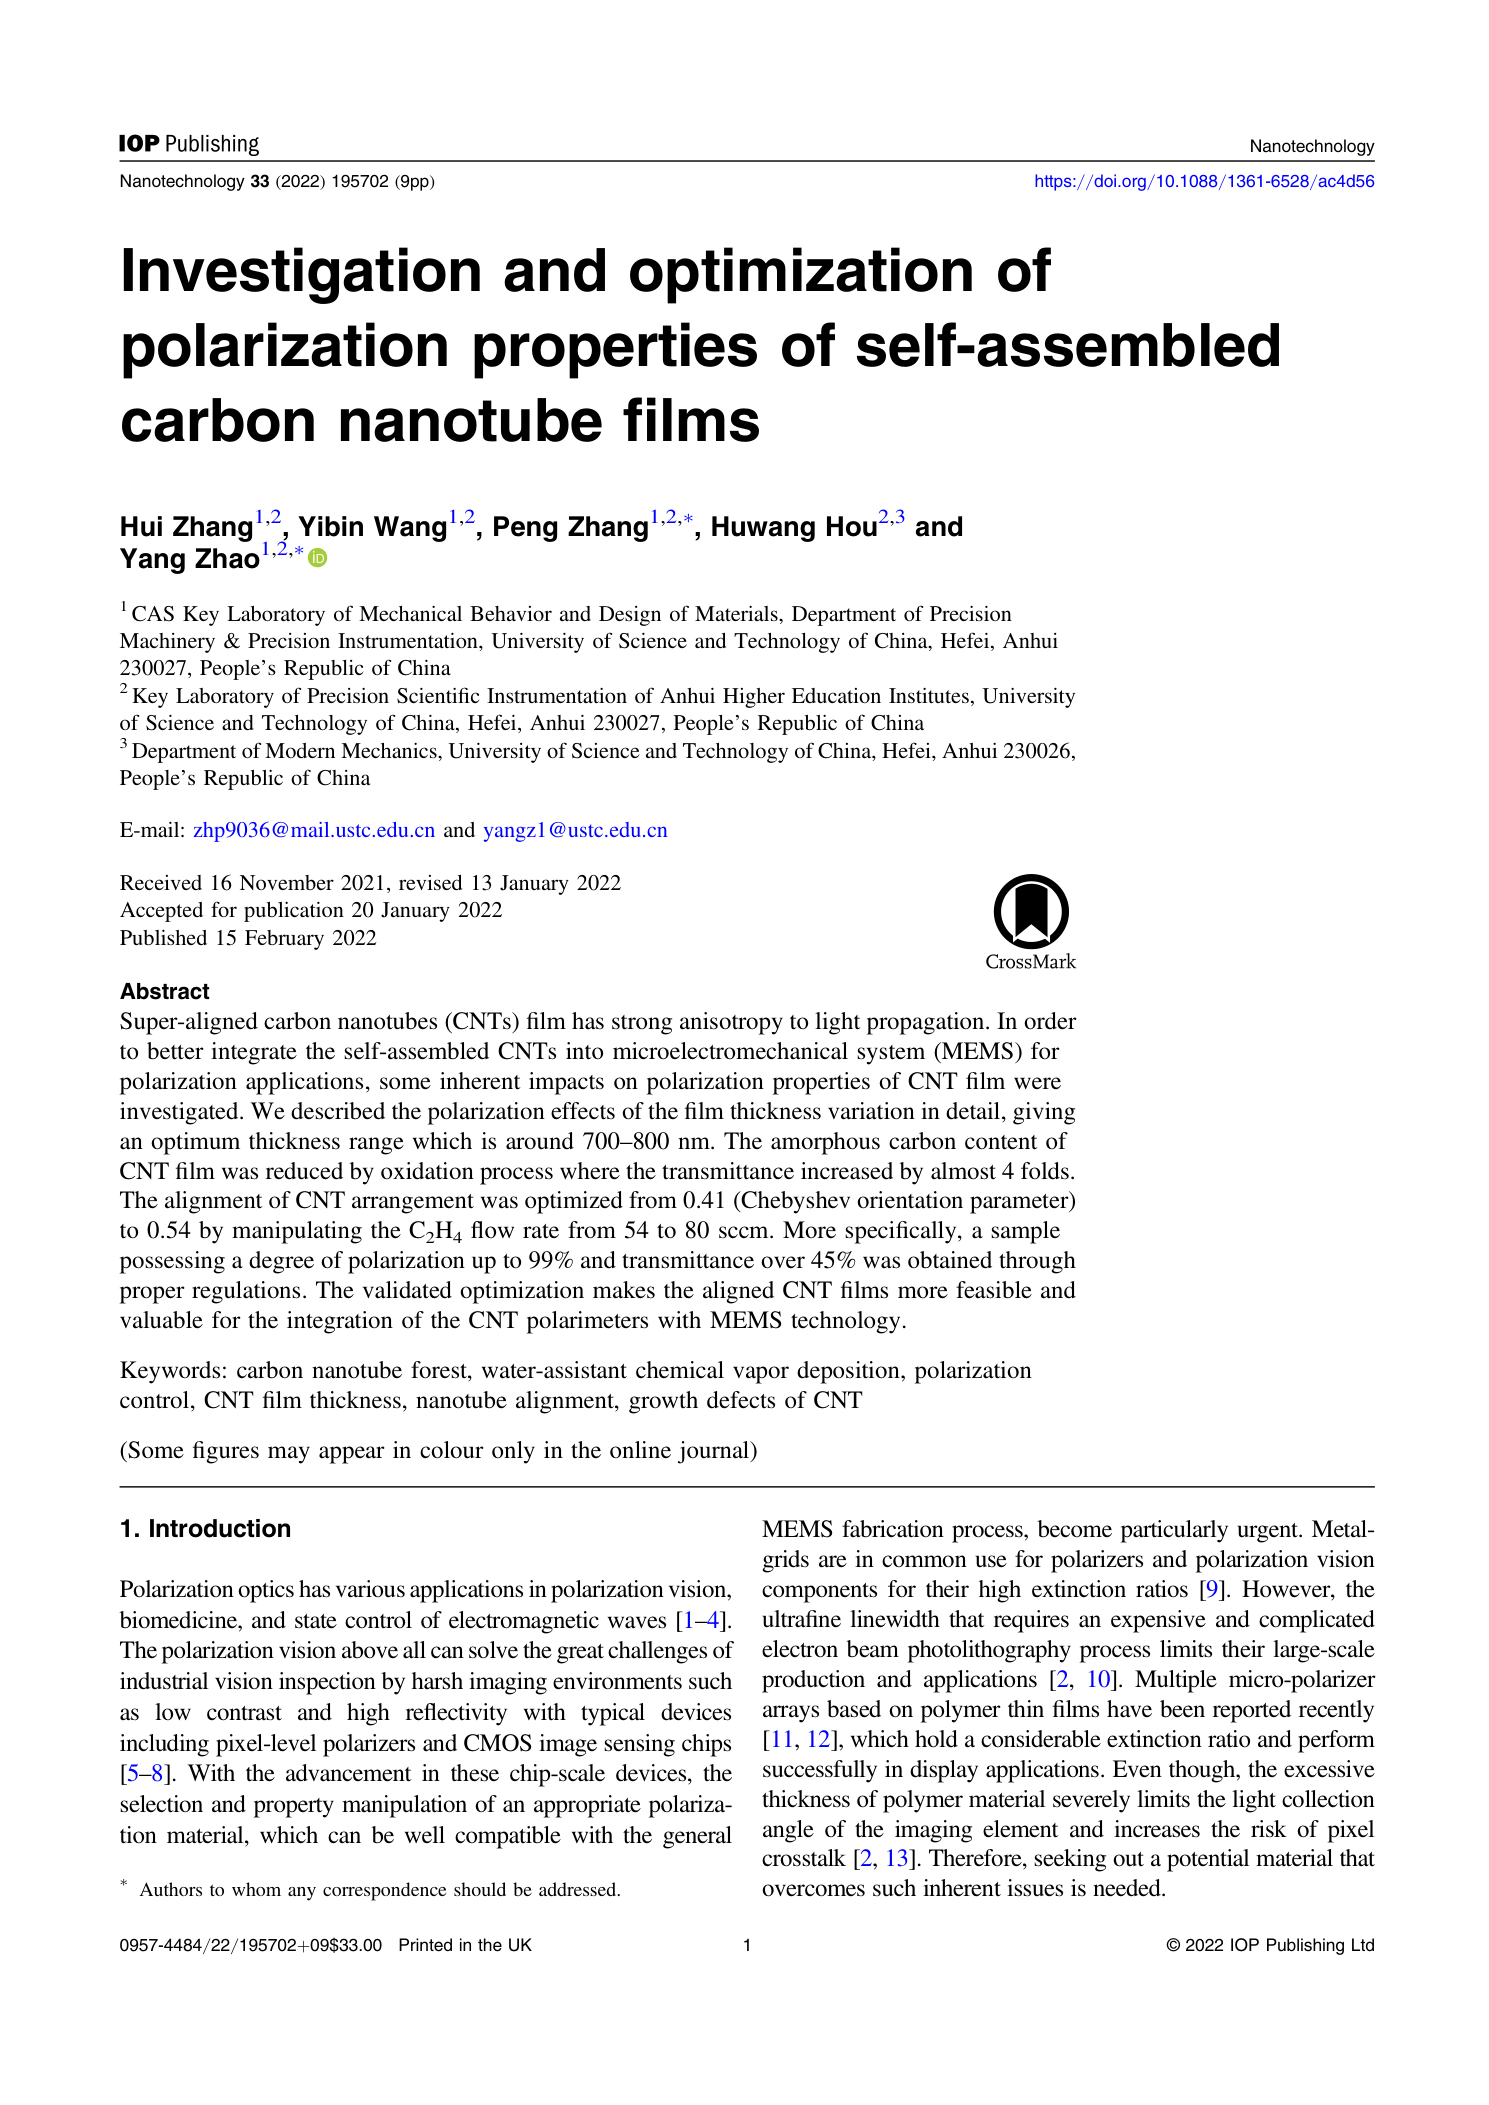 IOP Publishing
Nanotechnology
Nanotechnology 33 (2022) 195702 (9pp)
https://doi.org/10.1088/1361-6528/ac4d56
Investigation and optimization of
polarization properties of self-assembled
carbon nanotube films
Hui Zhang1,2, Yibin Wang1,2, Peng Zhang1,2,*, Huwang Hou2,3 and
Yang Zhao1,2,* iD
1 CAS Key Laboratory of Mechanical Behavior and Design of Materials, Department of Precision
Machinery & Precision Instrumentation, University of Science and Technology of China, Hefei, Anhui
230027, People's Republic of China
2 Key Laboratory of Precision Scientific Instrumentation of Anhui Higher Education Institutes, University
of Science and Technology of China, Hefei, Anhui 230027, People's Republic of China
3 Department of Modern Mechanics, University of Science and Technology of China, Hefei, Anhui 230026,
People's Republic of China
E-mail: zhp9036@mail.ustc.edu.cn and yangz1@ustc.edu.cn
Received 16 November 2021, revised 13 January 2022
Accepted for publication 20 January 2022
Published 15 February 2022
CrossMark
Abstract
Super-aligned carbon nanotubes (CNTs) film has strong anisotropy to light propagation. In order
to better integrate the self-assembled CNTs into microelectromechanical system (MEMS) for
polarization applications, some inherent impacts on polarization properties of CNT film were
investigated. We described the polarization effects of the film thickness variation in detail, giving
an optimum thickness range which is around 700–800 nm. The amorphous carbon content of
CNT film was reduced by oxidation process where the transmittance increased by almost 4 folds.
The alignment of CNT arrangement was optimized from 0.41 (Chebyshev orientation parameter)
to 0.54 by manipulating the C2H4 flow rate from 54 to 80 sccm. More specifically, a sample
possessing a degree of polarization up to 99% and transmittance over 45% was obtained through
proper regulations. The validated optimization makes the aligned CNT films more feasible and
valuable for the integration of the CNT polarimeters with MEMS technology.
Keywords: carbon nanotube forest, water-assistant chemical vapor deposition, polarization
control, CNT film thickness, nanotube alignment, growth defects of CNT
(Some figures may appear in colour only in the online journal)
1. Introduction
Polarization optics has various applications in polarization vision,
biomedicine, and state control of electromagnetic waves [1–4].
The polarization vision above all can solve the great challenges of
industrial vision inspection by harsh imaging environments such
as low contrast and high reflectivity with typical devices
including pixel-level polarizers and CMOS image sensing chips
[5–8]. With the advancement in these chip-scale devices, the
selection and property manipulation of an appropriate polariza-
tion material, which can be well compatible with the general
* Authors to whom any correspondence should be addressed.
MEMS fabrication process, become particularly urgent. Metal-
grids are in common use for polarizers and polarization vision
components for their high extinction ratios [9]. However, the
ultrafine linewidth that requires an expensive and complicated
electron beam photolithography process limits their large-scale
production and applications [2, 10]. Multiple micro-polarizer
arrays based on polymer thin films have been reported recently
[11, 12], which hold a considerable extinction ratio and perform
successfully in display applications. Even though, the excessive
thickness of polymer material severely limits the light collection
angle of the imaging element and increases the risk of pixel
crosstalk [2, 13]. Therefore, seeking out a potential material that
overcomes such inherent issues is needed.
0957-4484/22/195702+09$33.00 Printed in the UK
1
© 2022 IOP Publishing Ltd